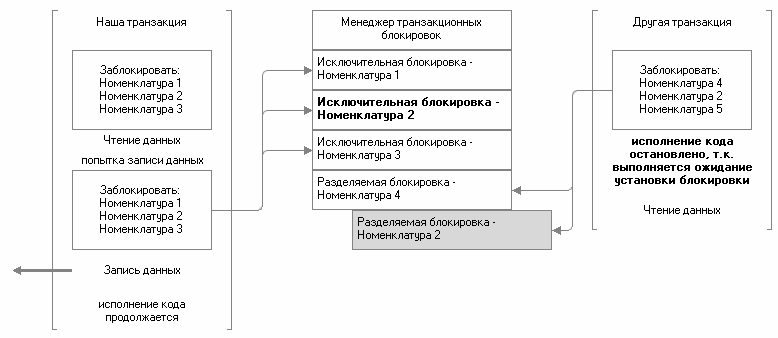 Наша транзакция
Заблокировать:
Номенклатура 1
Номенклатура 2
Номенклатура 3
Чтение данных
попытка записи данных
Заблокировать:
Номенклатура 1
Номенклатура 2
Номенклатура 3
Запись данных
исполнение кода
продолжается
Менеджер транзакционных
блокировок
Исключительная блокировка -
Номенклатура 1
Исключительная блокировка -
Номенклатура 2
Исключительная блокировка -
Номенклатура 3
Разделяемая блокировка -
Номенклатура 4
Разделяемая блокировка -
Номенклатура 2
Другая транзакция
Заблокировать:
Номенклатура 4
Номенклатура 2
Номенклатура 5
исполнение кода
остановлено, т.к.
выполняется ожидание
установки блокировки
Чтение данных